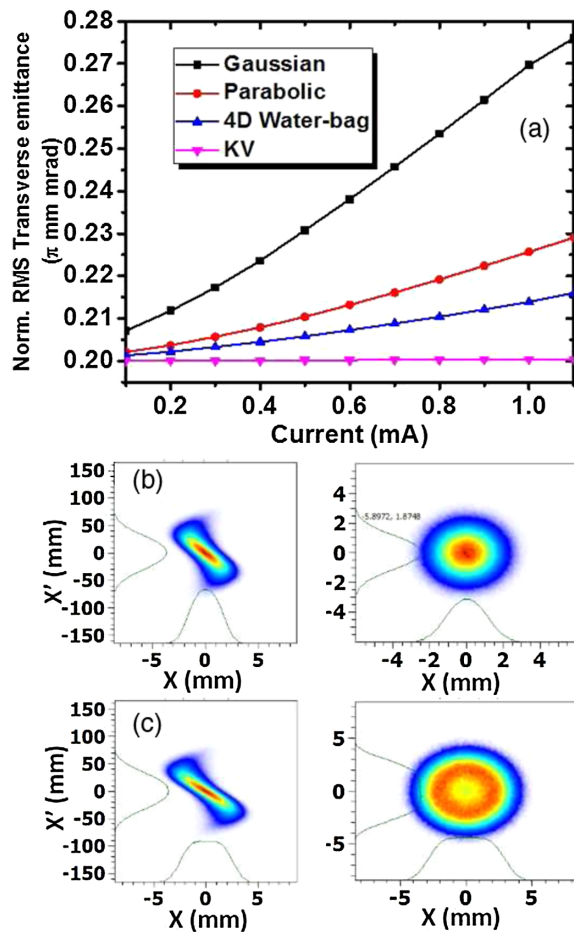 0.28
0.27
0.25
0.24
0.23
0.22
0.21
0.20
Norm. RMS Transverse emittance
(π mm mrad)
Gaussian
Parabolic
4D Water-bag
KV
(a)
0.2 0.4 0.6 0.8 1.0
Current (mA)
(b)
150
100
50
0
-50
-100
-150
X' (mm)
-5 0 5
X (mm)
-5.8972, 1.8748
4
2
0
-2
-4
-4 -2 0 2 4
X (mm)
(c)
150
100
50
0
-50
-100
-150
X' (mm)
-5 0 5
X (mm)
5
0
-5
-5 0 5
X (mm)